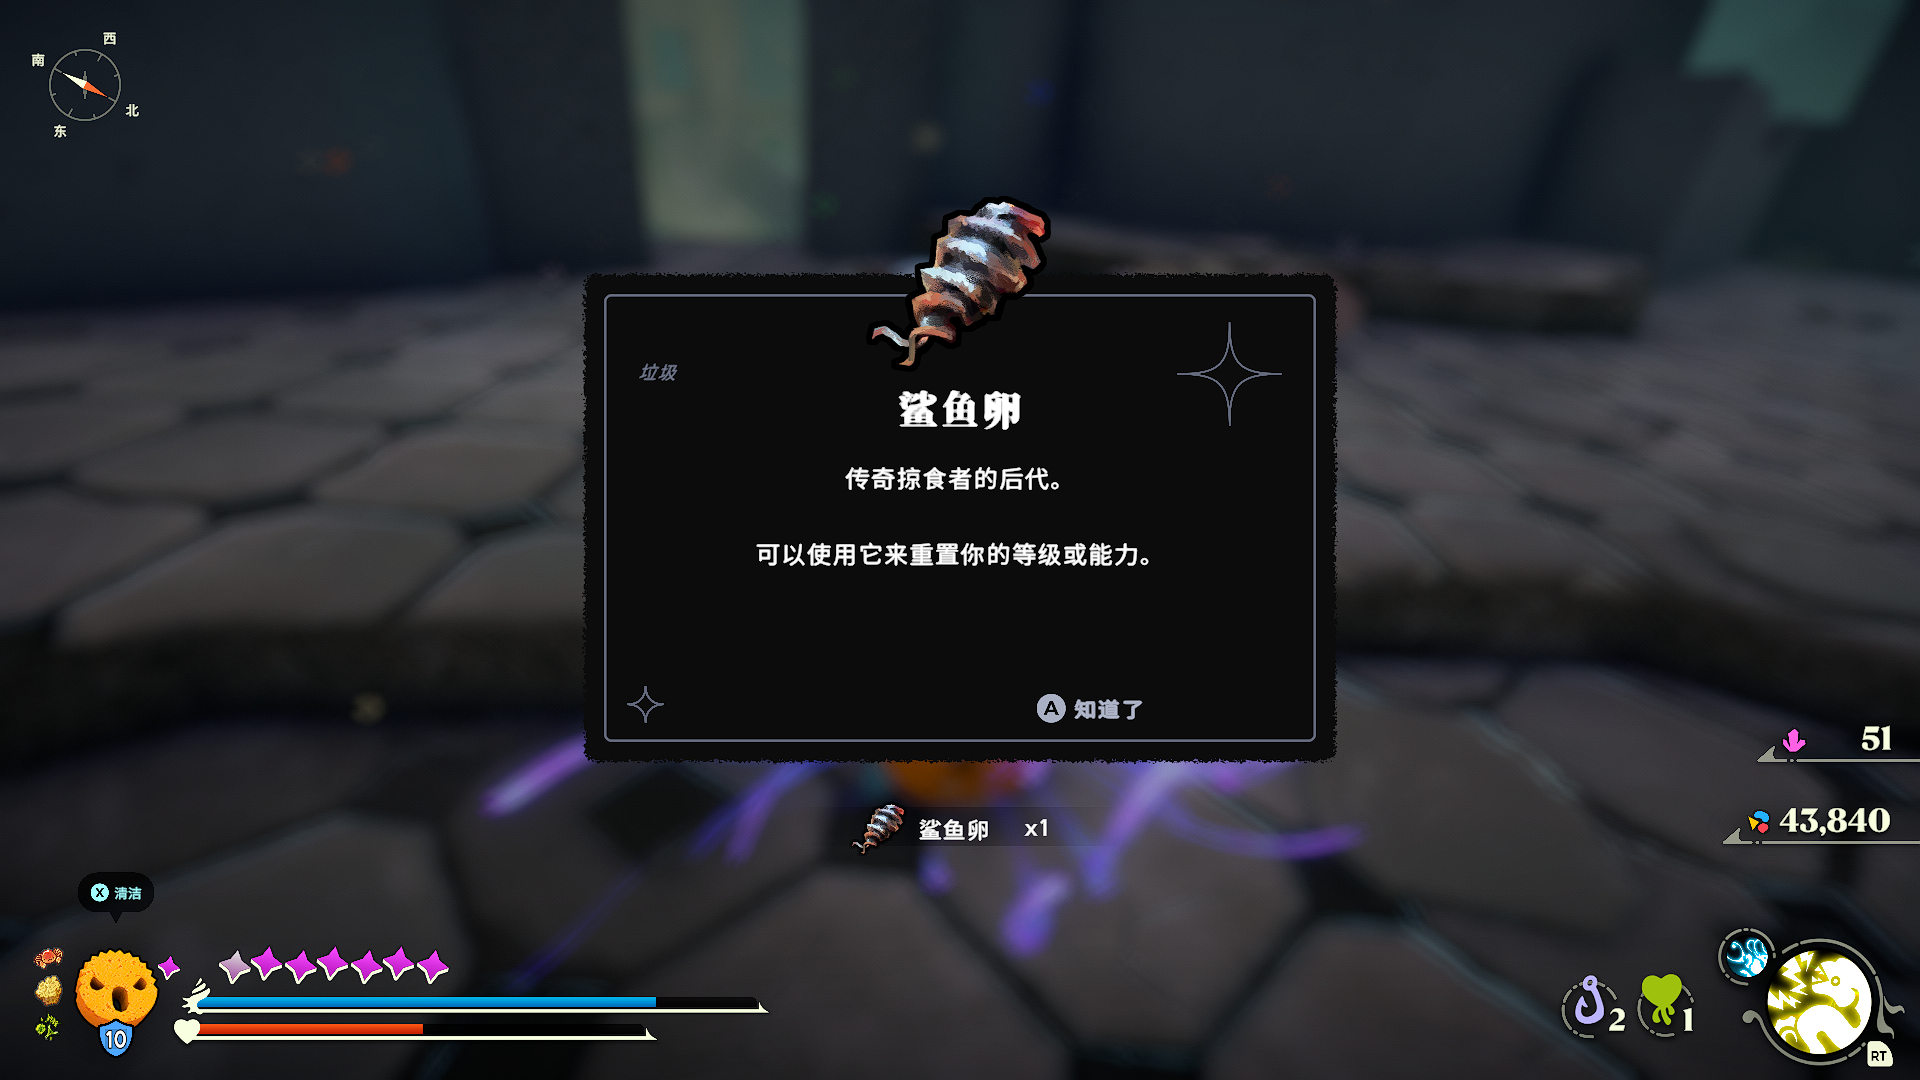 西
南
北
东
垃圾
鲨鱼卵
传奇掠食者的后代。
可以使用它来重置你的等级或能力。
A 知道了
51
鲨鱼卵 x1
43,840
X 清洁
10
2
1
RT